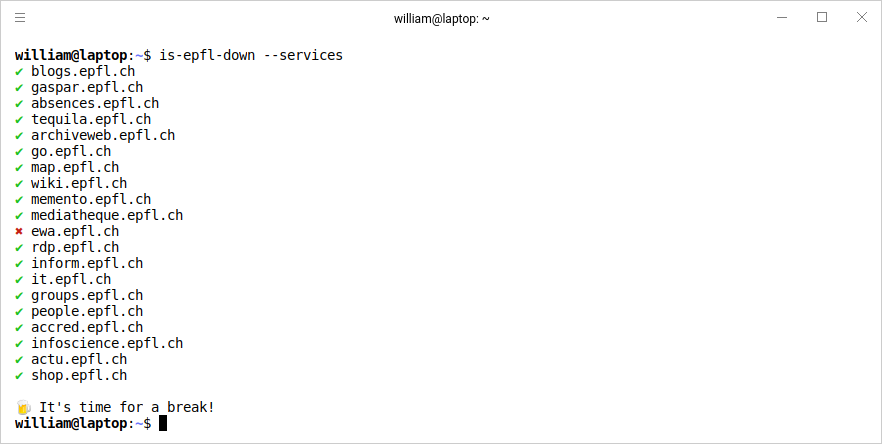 william@laptop: ~
william@laptop:~$ is-epfl-down --services
✔ blogs.epfl.ch
✔ gaspar.epfl.ch
✔ absences.epfl.ch
✔ tequila.epfl.ch
✔ archiveweb.epfl.ch
✔ go.epfl.ch
✔ map.epfl.ch
✔ wiki.epfl.ch
✔ memento.epfl.ch
✔ mediatheque.epfl.ch
✖ ewa.epfl.ch
✔ rdp.epfl.ch
✔ inform.epfl.ch
✔ it.epfl.ch
✔ groups.epfl.ch
✔ people.epfl.ch
✔ accred.epfl.ch
✔ infoscience.epfl.ch
✔ actu.epfl.ch
✔ shop.epfl.ch
🍺 It's time for a break!
william@laptop:~$